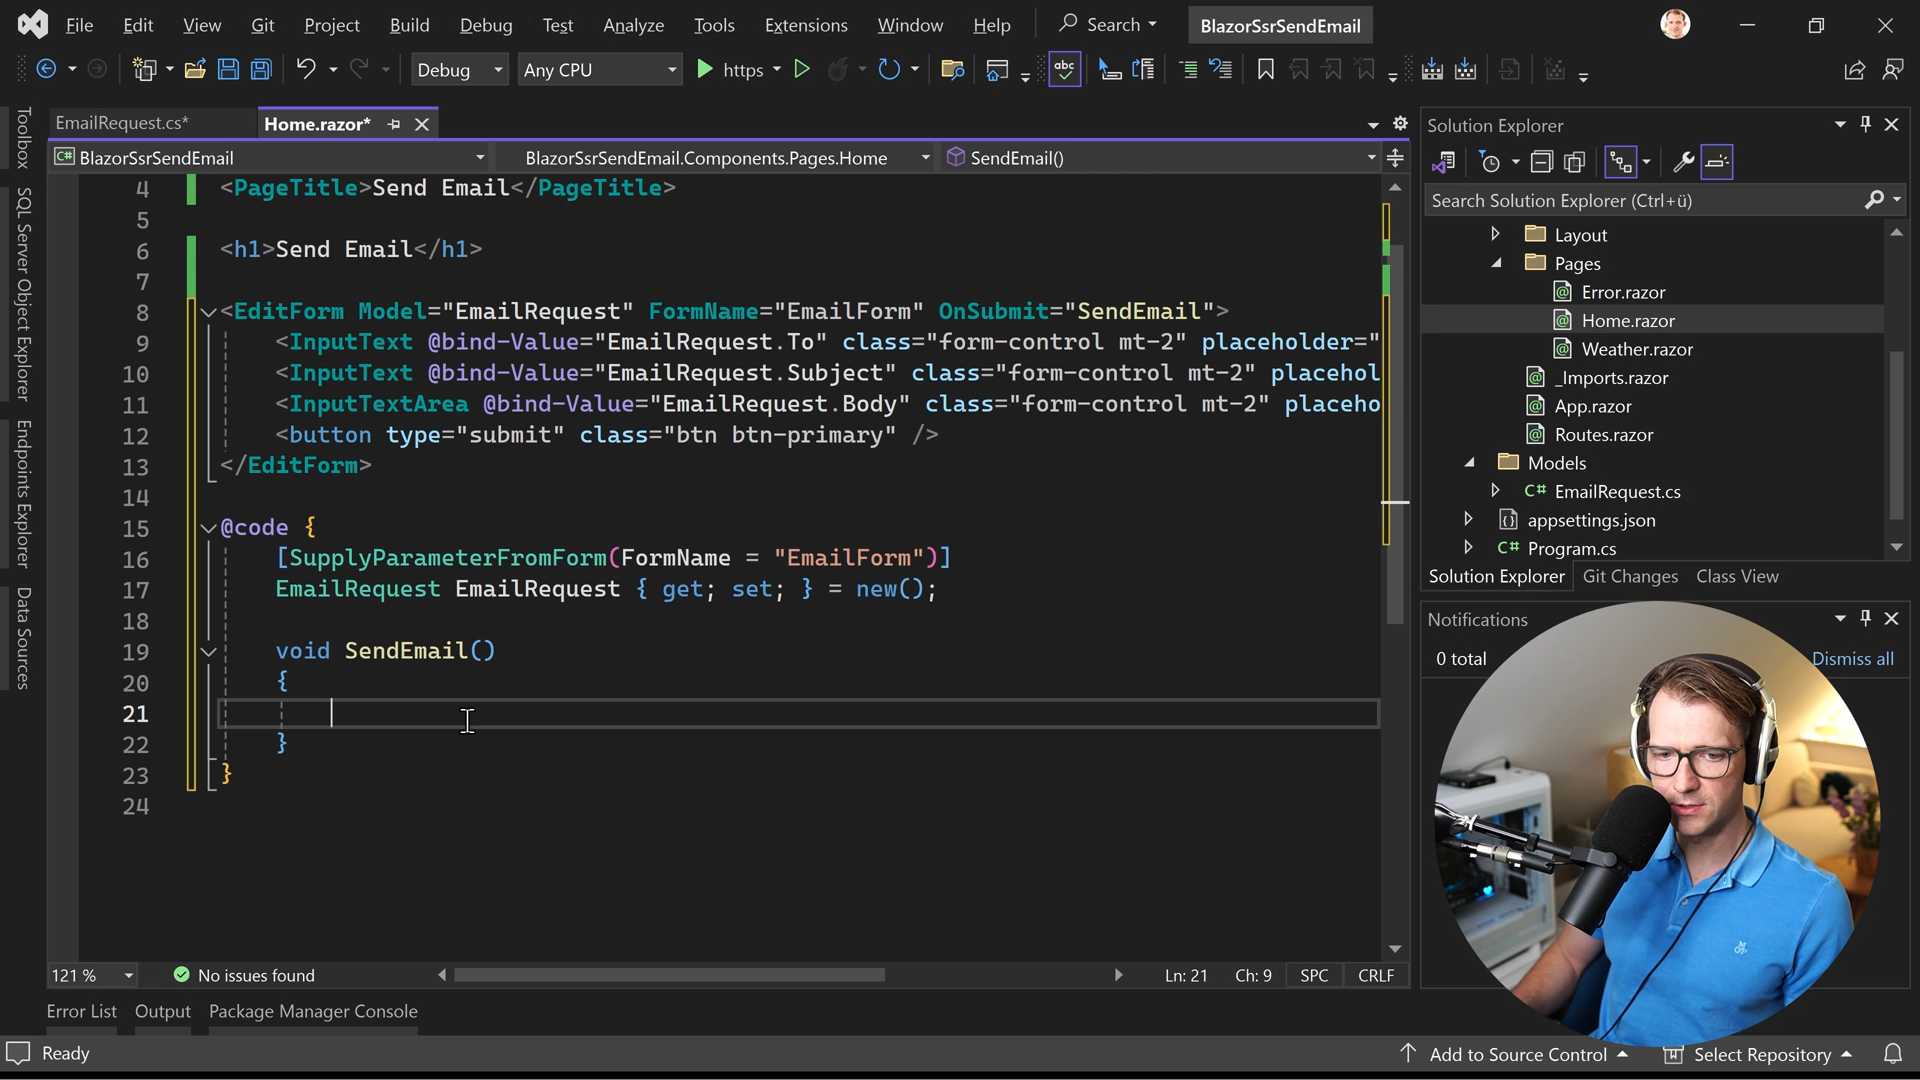 File Edit View Git Project Build Debug Test Analyze Tools Extensions Window Help Search BlazorSsrSendEmail
Debug Any CPU https abc
EmailRequest.cs* Home.razor*
C# BlazorSsrSendEmail BlazorSsrSendEmail.Components.Pages.Home SendEmail()
4 <PageTitle>Send Email</PageTitle>
5
6 <h1>Send Email</h1>
7
8 <EditForm Model="EmailRequest" FormName="EmailForm" OnSubmit="SendEmail">
9 <InputText @bind-Value="EmailRequest.To" class="form-control mt-2" placeholder="
10 <InputText @bind-Value="EmailRequest.Subject" class="form-control mt-2" placehol
11 <InputTextArea @bind-Value="EmailRequest.Body" class="form-control mt-2" placeho
12 <button type="submit" class="btn btn-primary" />
13 </EditForm>
14
15 @code {
16 [SupplyParameterFromForm(FormName = "EmailForm")]
17 EmailRequest EmailRequest { get; set; } = new();
18
19 void SendEmail()
20 {
21
22 }
23 }
24
121 % No issues found Ln: 21 Ch: 9 SPC CRLF
Error List Output Package Manager Console
Ready Add to Source Control Select Repository
Toolbox
SQL Server Object Explorer
Endpoints Explorer
Data Sources
Solution Explorer
Search Solution Explorer (Ctrl+ü)
Layout
Pages
@ Error.razor
@ Home.razor
@ Weather.razor
@ _Imports.razor
@ App.razor
@ Routes.razor
Models
C# EmailRequest.cs
appsettings.json
C# Program.cs
Solution Explorer Git Changes Class View
Notifications
0 total Dismiss all